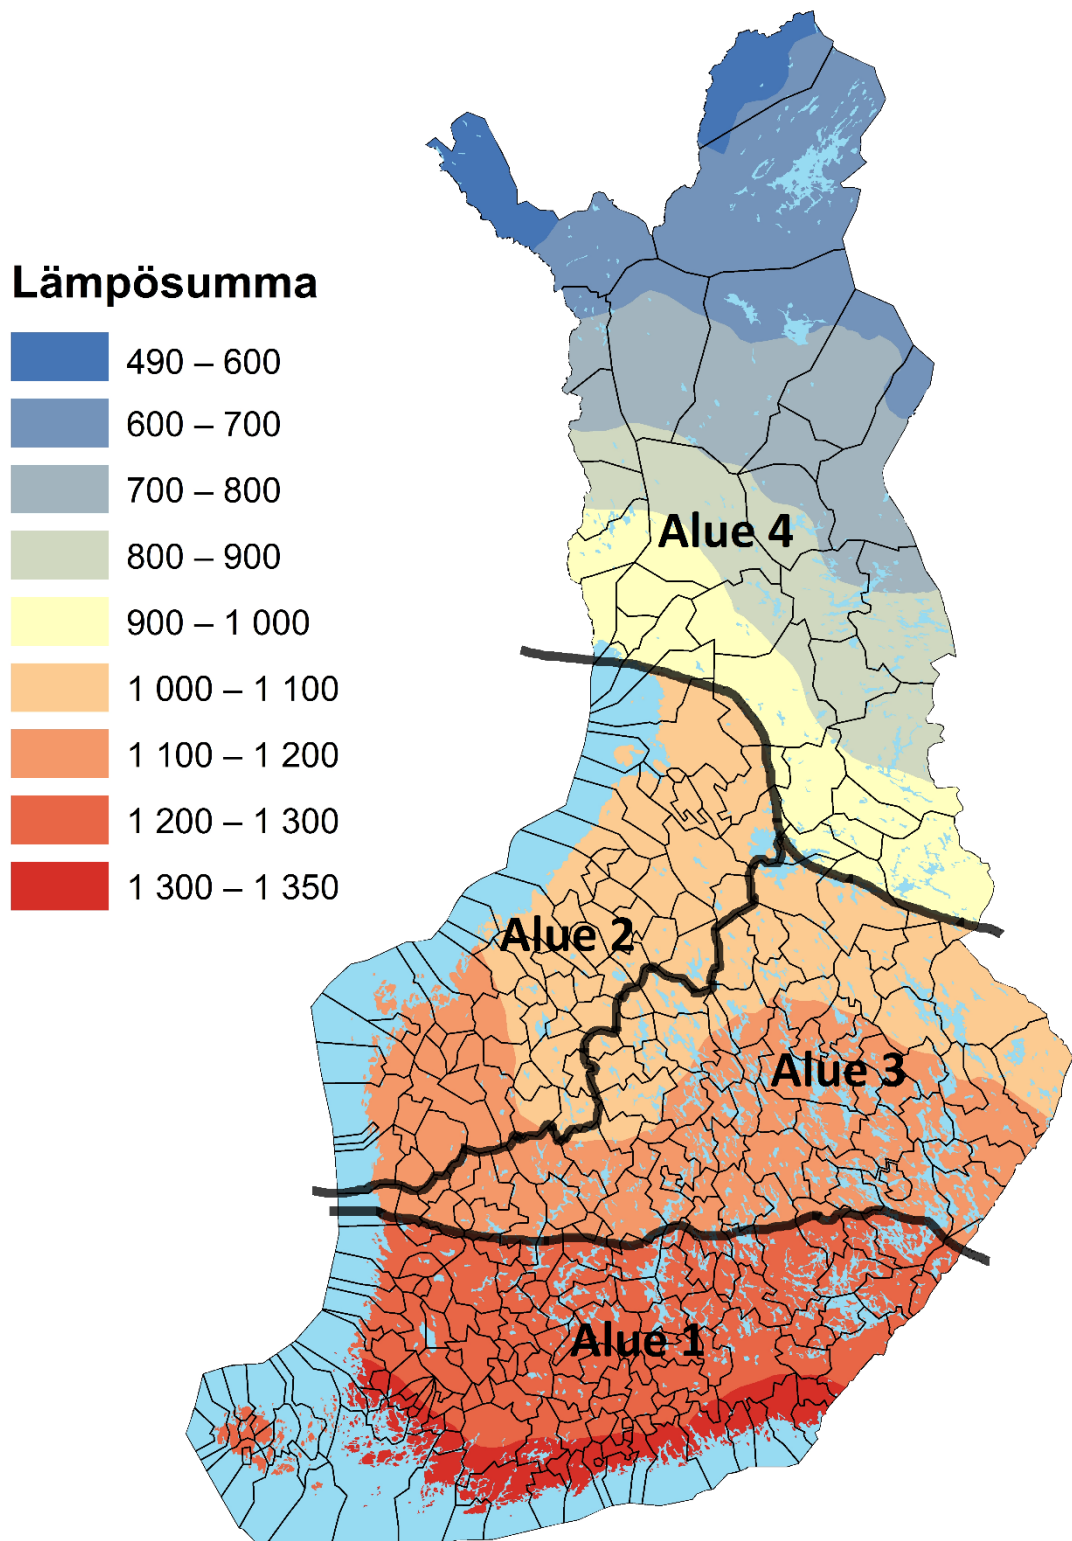 Lämpösumma
490 – 600
600 – 700
700 – 800
800 – 900
900 – 1 000
1 000 – 1 100
1 100 – 1 200
1 200 – 1 300
1 300 – 1 350
Alue 4
Alue 2
Alue 3
Alue 1